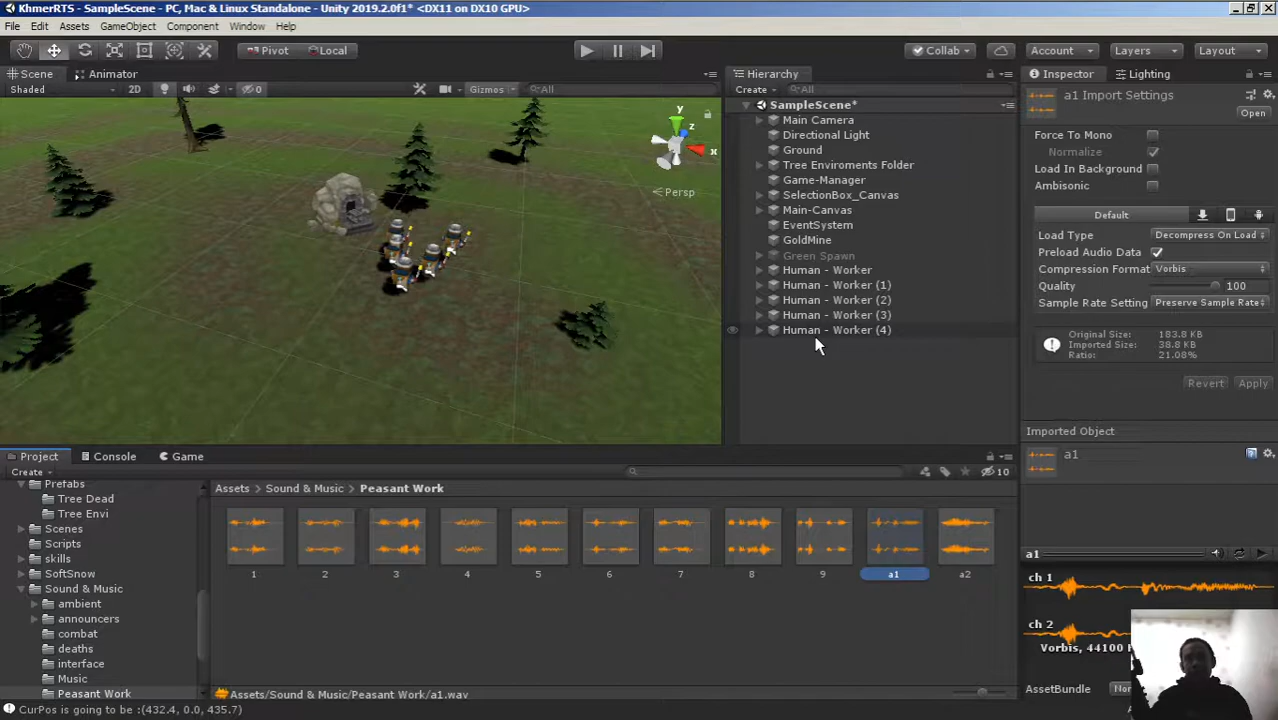 KhmerRTS - SampleScene - PC, Mac & Linux Standalone - Unity 2019.2.0f1* <DX11 on DX10 GPU>
File Edit Assets GameObject Component Window Help
Pivot Local Collab Account Layers Layout
Scene Animator Hierarchy Inspector Lighting
Shaded 2D 0 Gizmos All Create All
a1 Import Settings
Open
SampleScene*
Main Camera
Directional Light
Ground
Tree Enviroments Folder
Game-Manager
SelectionBox_Canvas
Main-Canvas
EventSystem
GoldMine
Green Spawn
Human - Worker
Human - Worker (1)
Human - Worker (2)
Human - Worker (3)
Human - Worker (4)
y
z
x
Persp
Force To Mono
Normalize
Load In Background
Ambisonic
Default
Load Type Decompress On Load
Preload Audio Data
Compression Format Vorbis
Quality 100
Sample Rate Setting Preserve Sample Rate
Original Size: 183.8 KB
Imported Size: 38.8 KB
Ratio: 21.08%
Revert Apply
Imported Object
a1
Project Console Game
Create 10
Prefabs
Tree Dead
Tree Envi
Scenes
Scripts
skills
SoftSnow
Sound & Music
ambient
announcers
combat
deaths
interface
Music
Peasant Work
Assets Sound & Music Peasant Work
1 2 3 4 5 6 7 8 9 a1 a2
Assets/Sound & Music/Peasant Work/a1.wav
a1
ch 1
ch 2
Vorbis, 44100
AssetBundle
CurPos is going to be :(432.4, 0.0, 435.7)